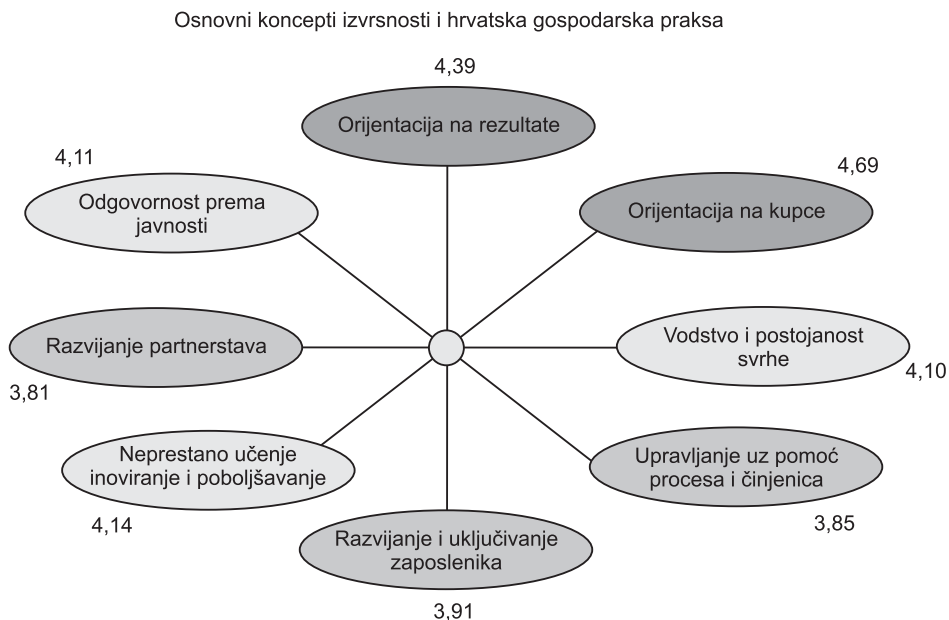 Osnovni koncepti izvrsnosti i hrvatska gospodarska praksa
4,39
Orijentacija na rezultate
4,11
Odgovornost prema
javnosti
4,69
Orijentacija na kupce
Razvijanje partnerstava
3,81
Vodstvo i postojanost
svrhe
4,10
Neprestano učenje
inoviranje i poboljšavanje
4,14
Upravljanje uz pomoć
procesa i činjenica
3,85
Razvijanje i uključivanje
zaposlenika
3,91